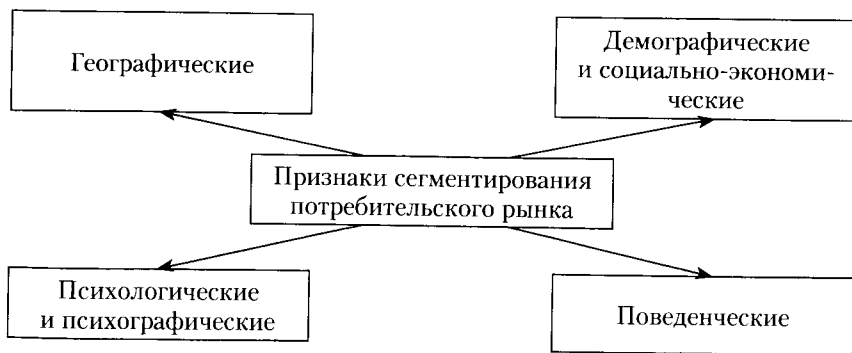 Географические
Демографические
и социально-экономи-
ческие
Признаки сегментирования
потребительского рынка
Психологические
и психографические
Поведенческие